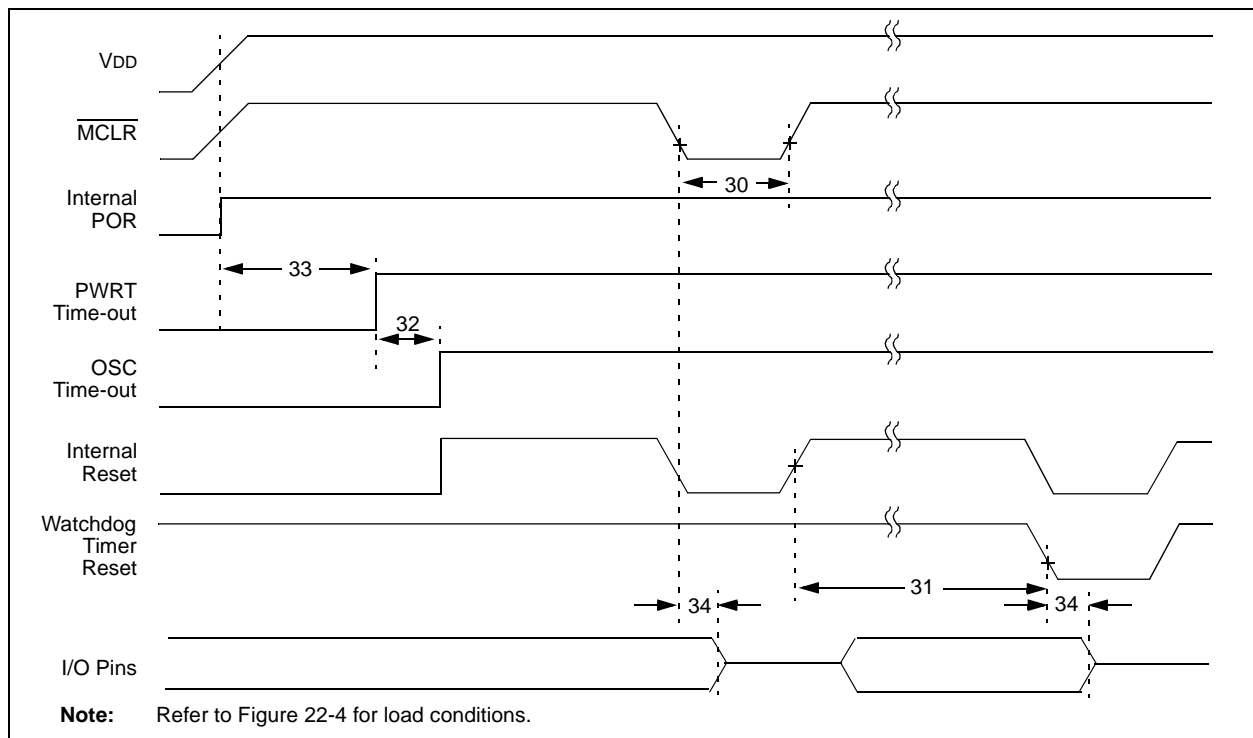 VDD
MCLR
30
Internal
POR
33
PWRT
Time-out
32
OSC
Time-out
Internal
Reset
Watchdog
Timer
Reset
31
34
34
I/O Pins
Note: Refer to Figure 22-4 for load conditions.